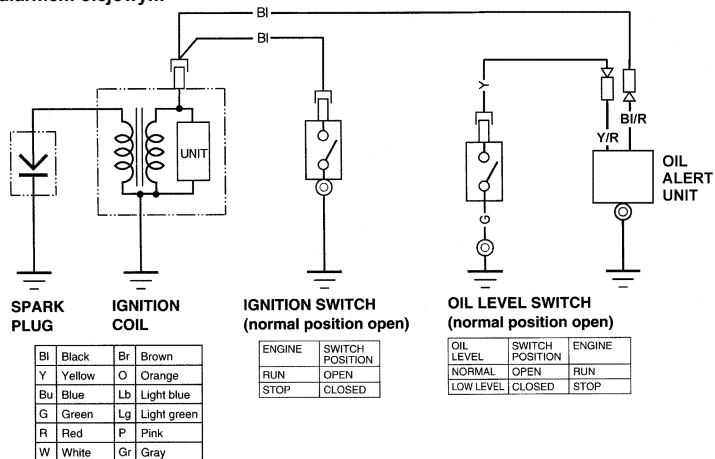 Bl
Bl
Y
Bl/R
Y/R
UNIT
OIL
ALERT
UNIT
G
SPARK
PLUG
IGNITION
COIL
IGNITION SWITCH
(normal position open)
OIL LEVEL SWITCH
(normal position open)
ENGINE SWITCH POSITION
RUN OPEN
STOP CLOSED
OIL LEVEL SWITCH POSITION ENGINE
NORMAL OPEN RUN
LOW LEVEL CLOSED STOP
Bl Black Br Brown
Y Yellow O Orange
Bu Blue Lb Light blue
G Green Lg Light green
R Red P Pink
W White Gr Gray